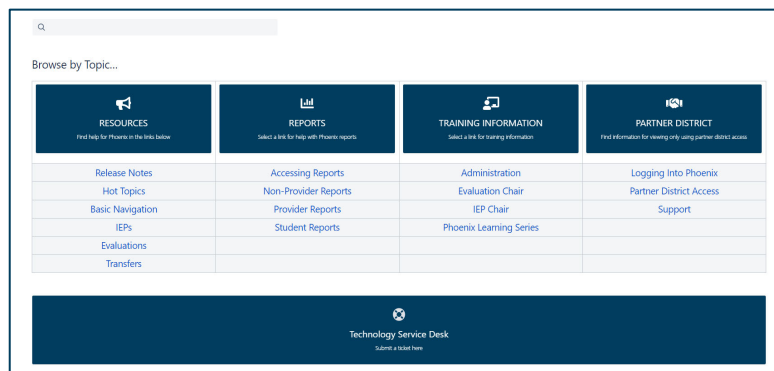 Browse by Topic...
RESOURCES
Find help for Phoenix in the links below
REPORTS
Select a link for help with Phoenix reports
TRAINING INFORMATION
Select a link for training information
PARTNER DISTRICT
Find information for viewing only using partner district access
Release Notes
Accessing Reports
Administration
Logging Into Phoenix
Hot Topics
Non-Provider Reports
Evaluation Chair
Partner District Access
Basic Navigation
Provider Reports
IEP Chair
Support
IEPs
Student Reports
Phoenix Learning Series
Evaluations
Transfers
Technology Service Desk
Submit a ticket here